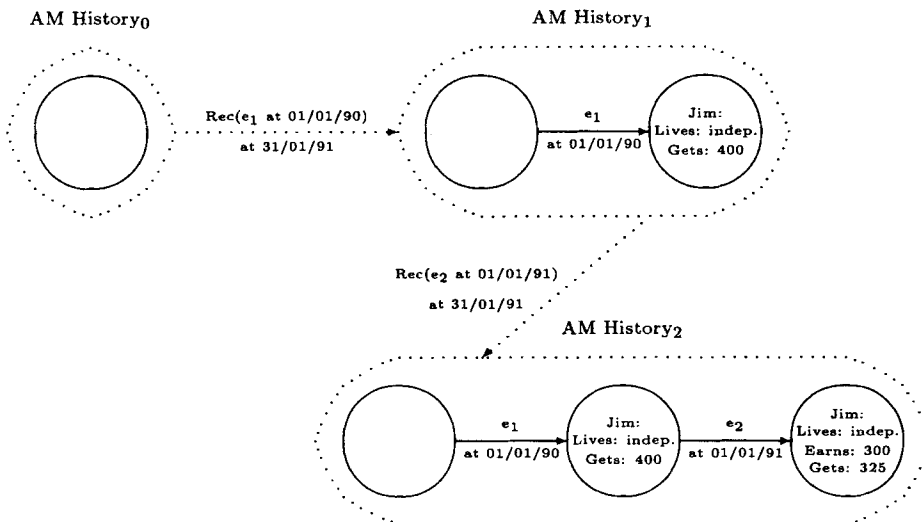 AM History0
AM History1
Rec(e1 at 01/01/90)
at 31/01/91
e1
at 01/01/90
Jim:
Lives: indep.
Gets: 400
Rec(e2 at 01/01/91)
at 31/01/91
AM History2
e1
at 01/01/90
Jim:
Lives: indep.
Gets: 400
e2
at 01/01/91
Jim:
Lives: indep.
Earns: 300
Gets: 325